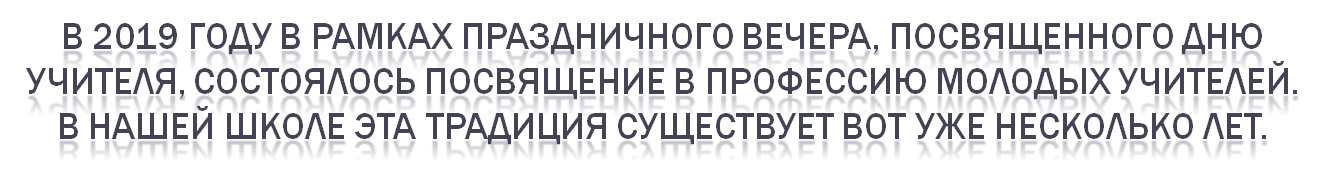 В 2019 ГОДУ В РАМКАХ ПРАЗДНИЧНОГО ВЕЧЕРА, ПОСВЯЩЕННОГО ДНЮ
УЧИТЕЛЯ, СОСТОЯЛОСЬ ПОСВЯЩЕНИЕ В ПРОФЕССИЮ МОЛОДЫХ УЧИТЕЛЕЙ.
В НАШЕЙ ШКОЛЕ ЭТА ТРАДИЦИЯ СУЩЕСТВУЕТ ВОТ УЖЕ НЕСКОЛЬКО ЛЕТ.